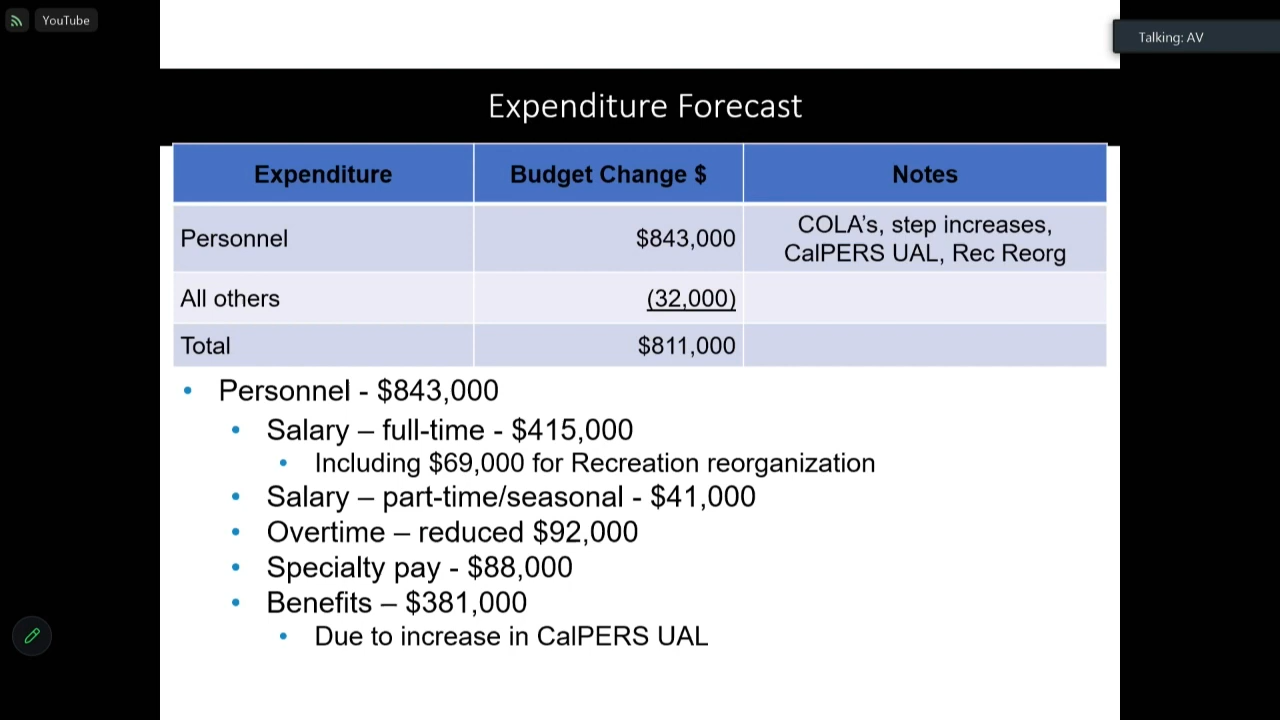 YouTube
Talking: AV
Expenditure Forecast
Expenditure Budget Change $ Notes
Personnel $843,000 COLA’s, step increases,
CalPERS UAL, Rec Reorg
All others (32,000)
Total $811,000
• Personnel - $843,000
• Salary – full-time - $415,000
• Including $69,000 for Recreation reorganization
• Salary – part-time/seasonal - $41,000
• Overtime – reduced $92,000
• Specialty pay - $88,000
• Benefits – $381,000
• Due to increase in CalPERS UAL